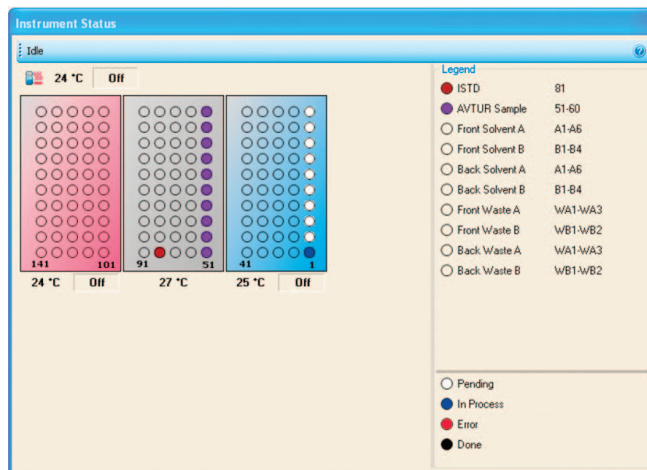 Instrument Status
Idle
24 °C Off
141 101 91 51 41 1
24 °C Off 27 °C 25 °C Off
Legend
ISTD 81
AVTUR Sample 51-60
Front Solvent A A1-A6
Front Solvent B B1-B4
Back Solvent A A1-A6
Back Solvent B B1-B4
Front Waste A WA1-WA3
Front Waste B WB1-WB2
Back Waste A WA1-WA3
Back Waste B WB1-WB2
Pending
In Process
Error
Done